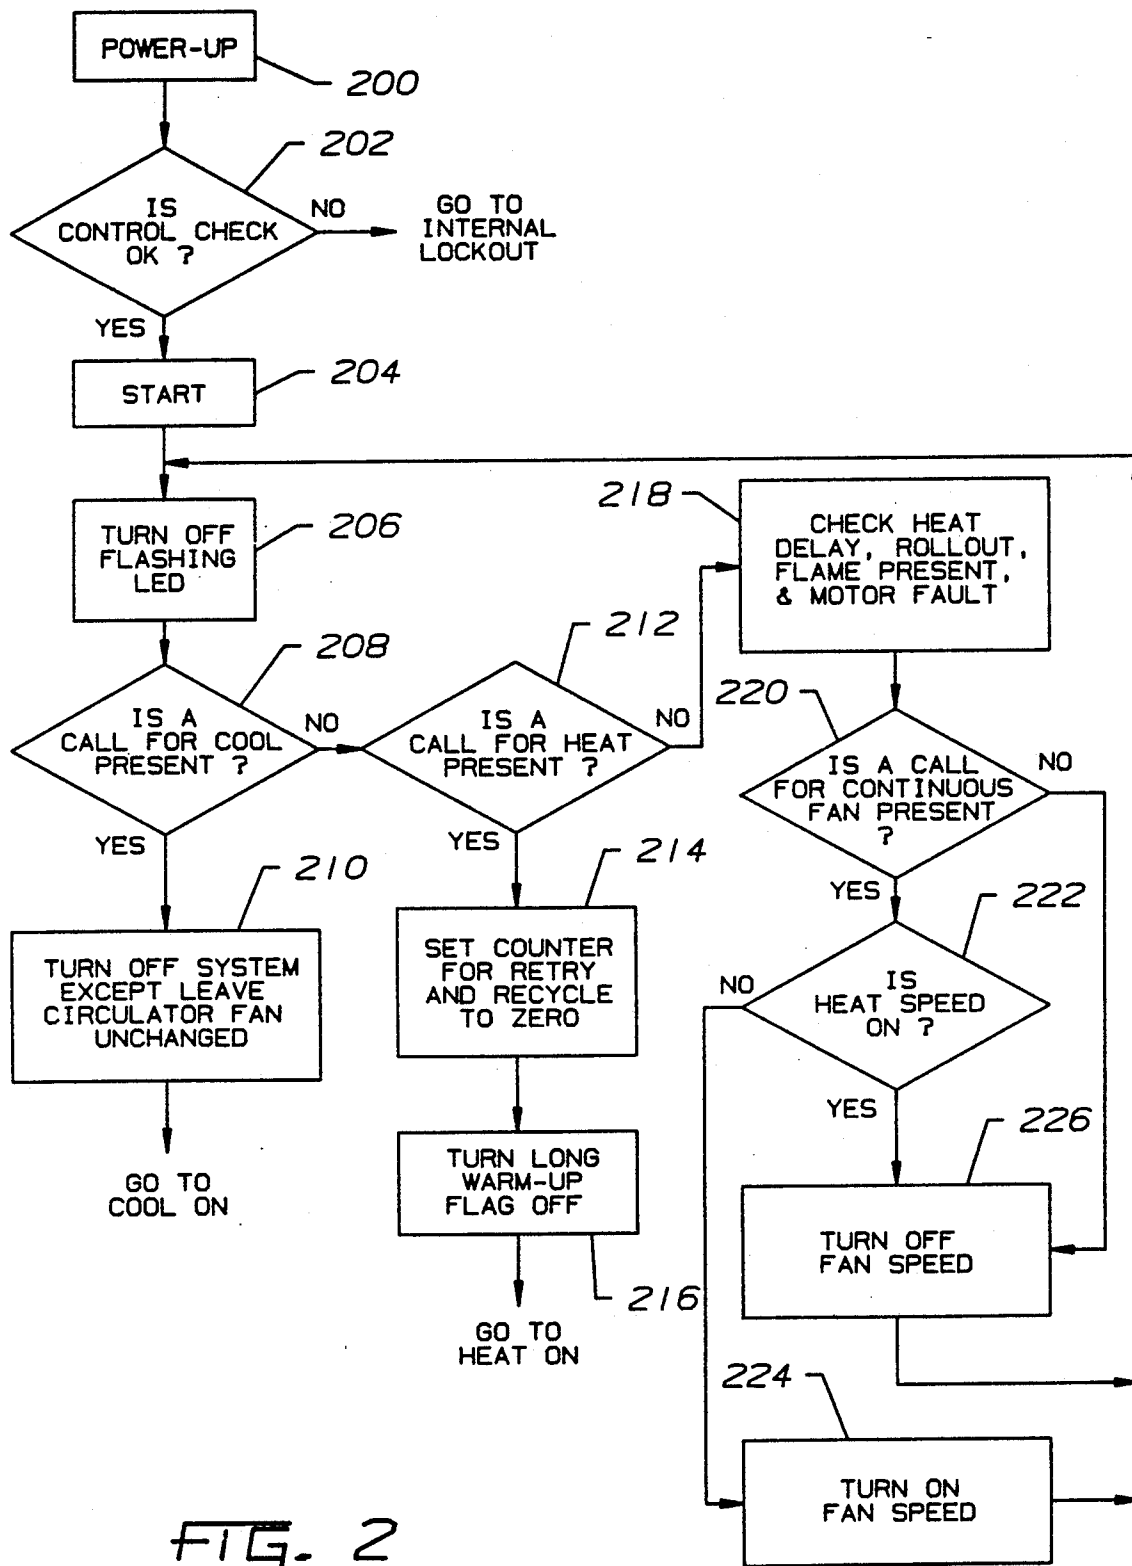 POWER-UP
200
202
IS
CONTROL CHECK
OK ?
NO
GO TO
INTERNAL
LOCKOUT
YES
START
204
TURN OFF
FLASHING
LED
206
218
CHECK HEAT
DELAY, ROLLOUT,
FLAME PRESENT,
& MOTOR FAULT
208
IS A
CALL FOR COOL
PRESENT ?
NO
YES
212
IS A
CALL FOR HEAT
PRESENT ?
NO
YES
220
IS A CALL
FOR CONTINUOUS
FAN PRESENT
?
NO
YES
210
TURN OFF SYSTEM
EXCEPT LEAVE
CIRCULATOR FAN
UNCHANGED
GO TO
COOL ON
214
SET COUNTER
FOR RETRY
AND RECYCLE
TO ZERO
TURN LONG
WARM-UP
FLAG OFF
216
GO TO
HEAT ON
222
IS
HEAT SPEED
ON ?
NO
YES
226
TURN OFF
FAN SPEED
224
TURN ON
FAN SPEED
FIG. 2